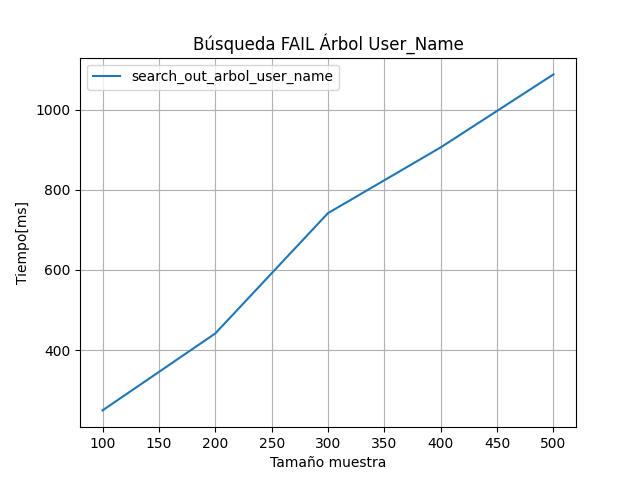 Búsqueda FAIL Árbol User_Name
search_out_arbol_user_name
Tiempo[ms]
1000
800
600
400
100 150 200 250 300 350 400 450 500
Tamaño muestra